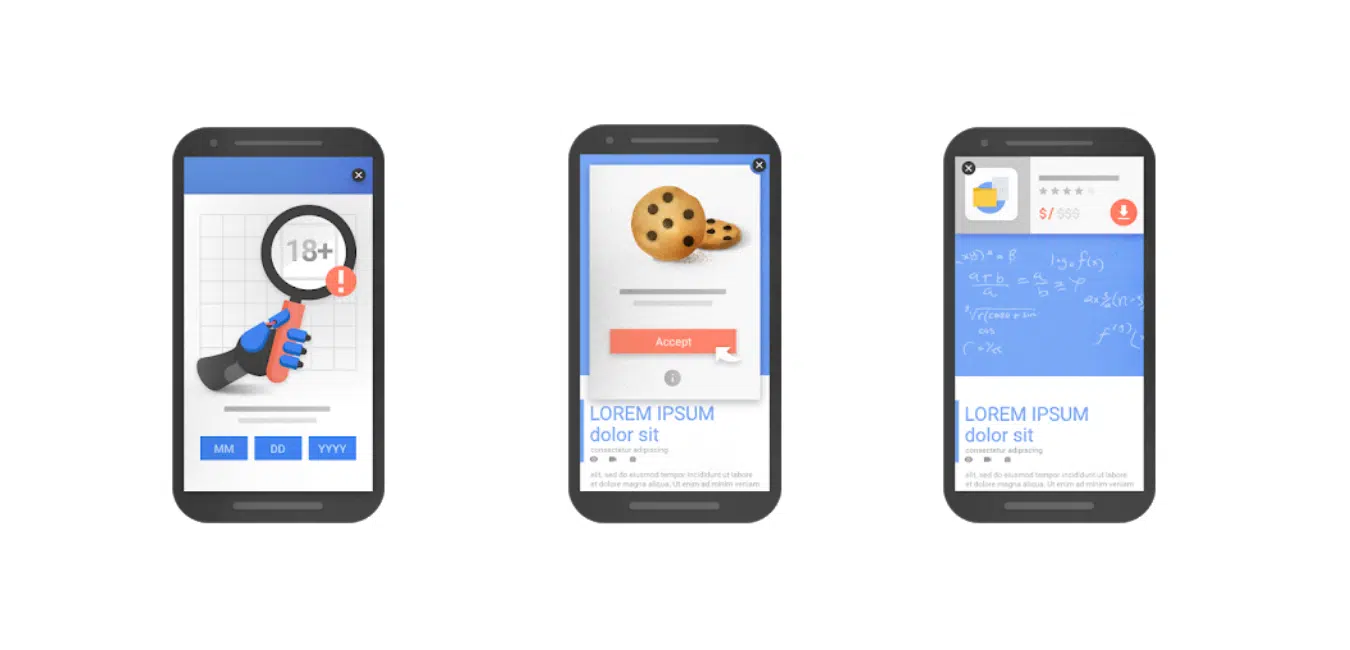 18+
!
MM DD YYYY
Accept
i
LOREM IPSUM
dolor sit
consectetur adipiscing
elit, sed do eiusmod tempor incididunt ut labore
et dolore magna aliqua. Ut enim ad minim veniam
$/ $$$
a+b
a
=
a
b
LOREM IPSUM
dolor sit
consectetur adipiscing
elit, sed do eiusmod tempor incididunt ut labore
et dolore magna aliqua. Ut enim ad minim veniam